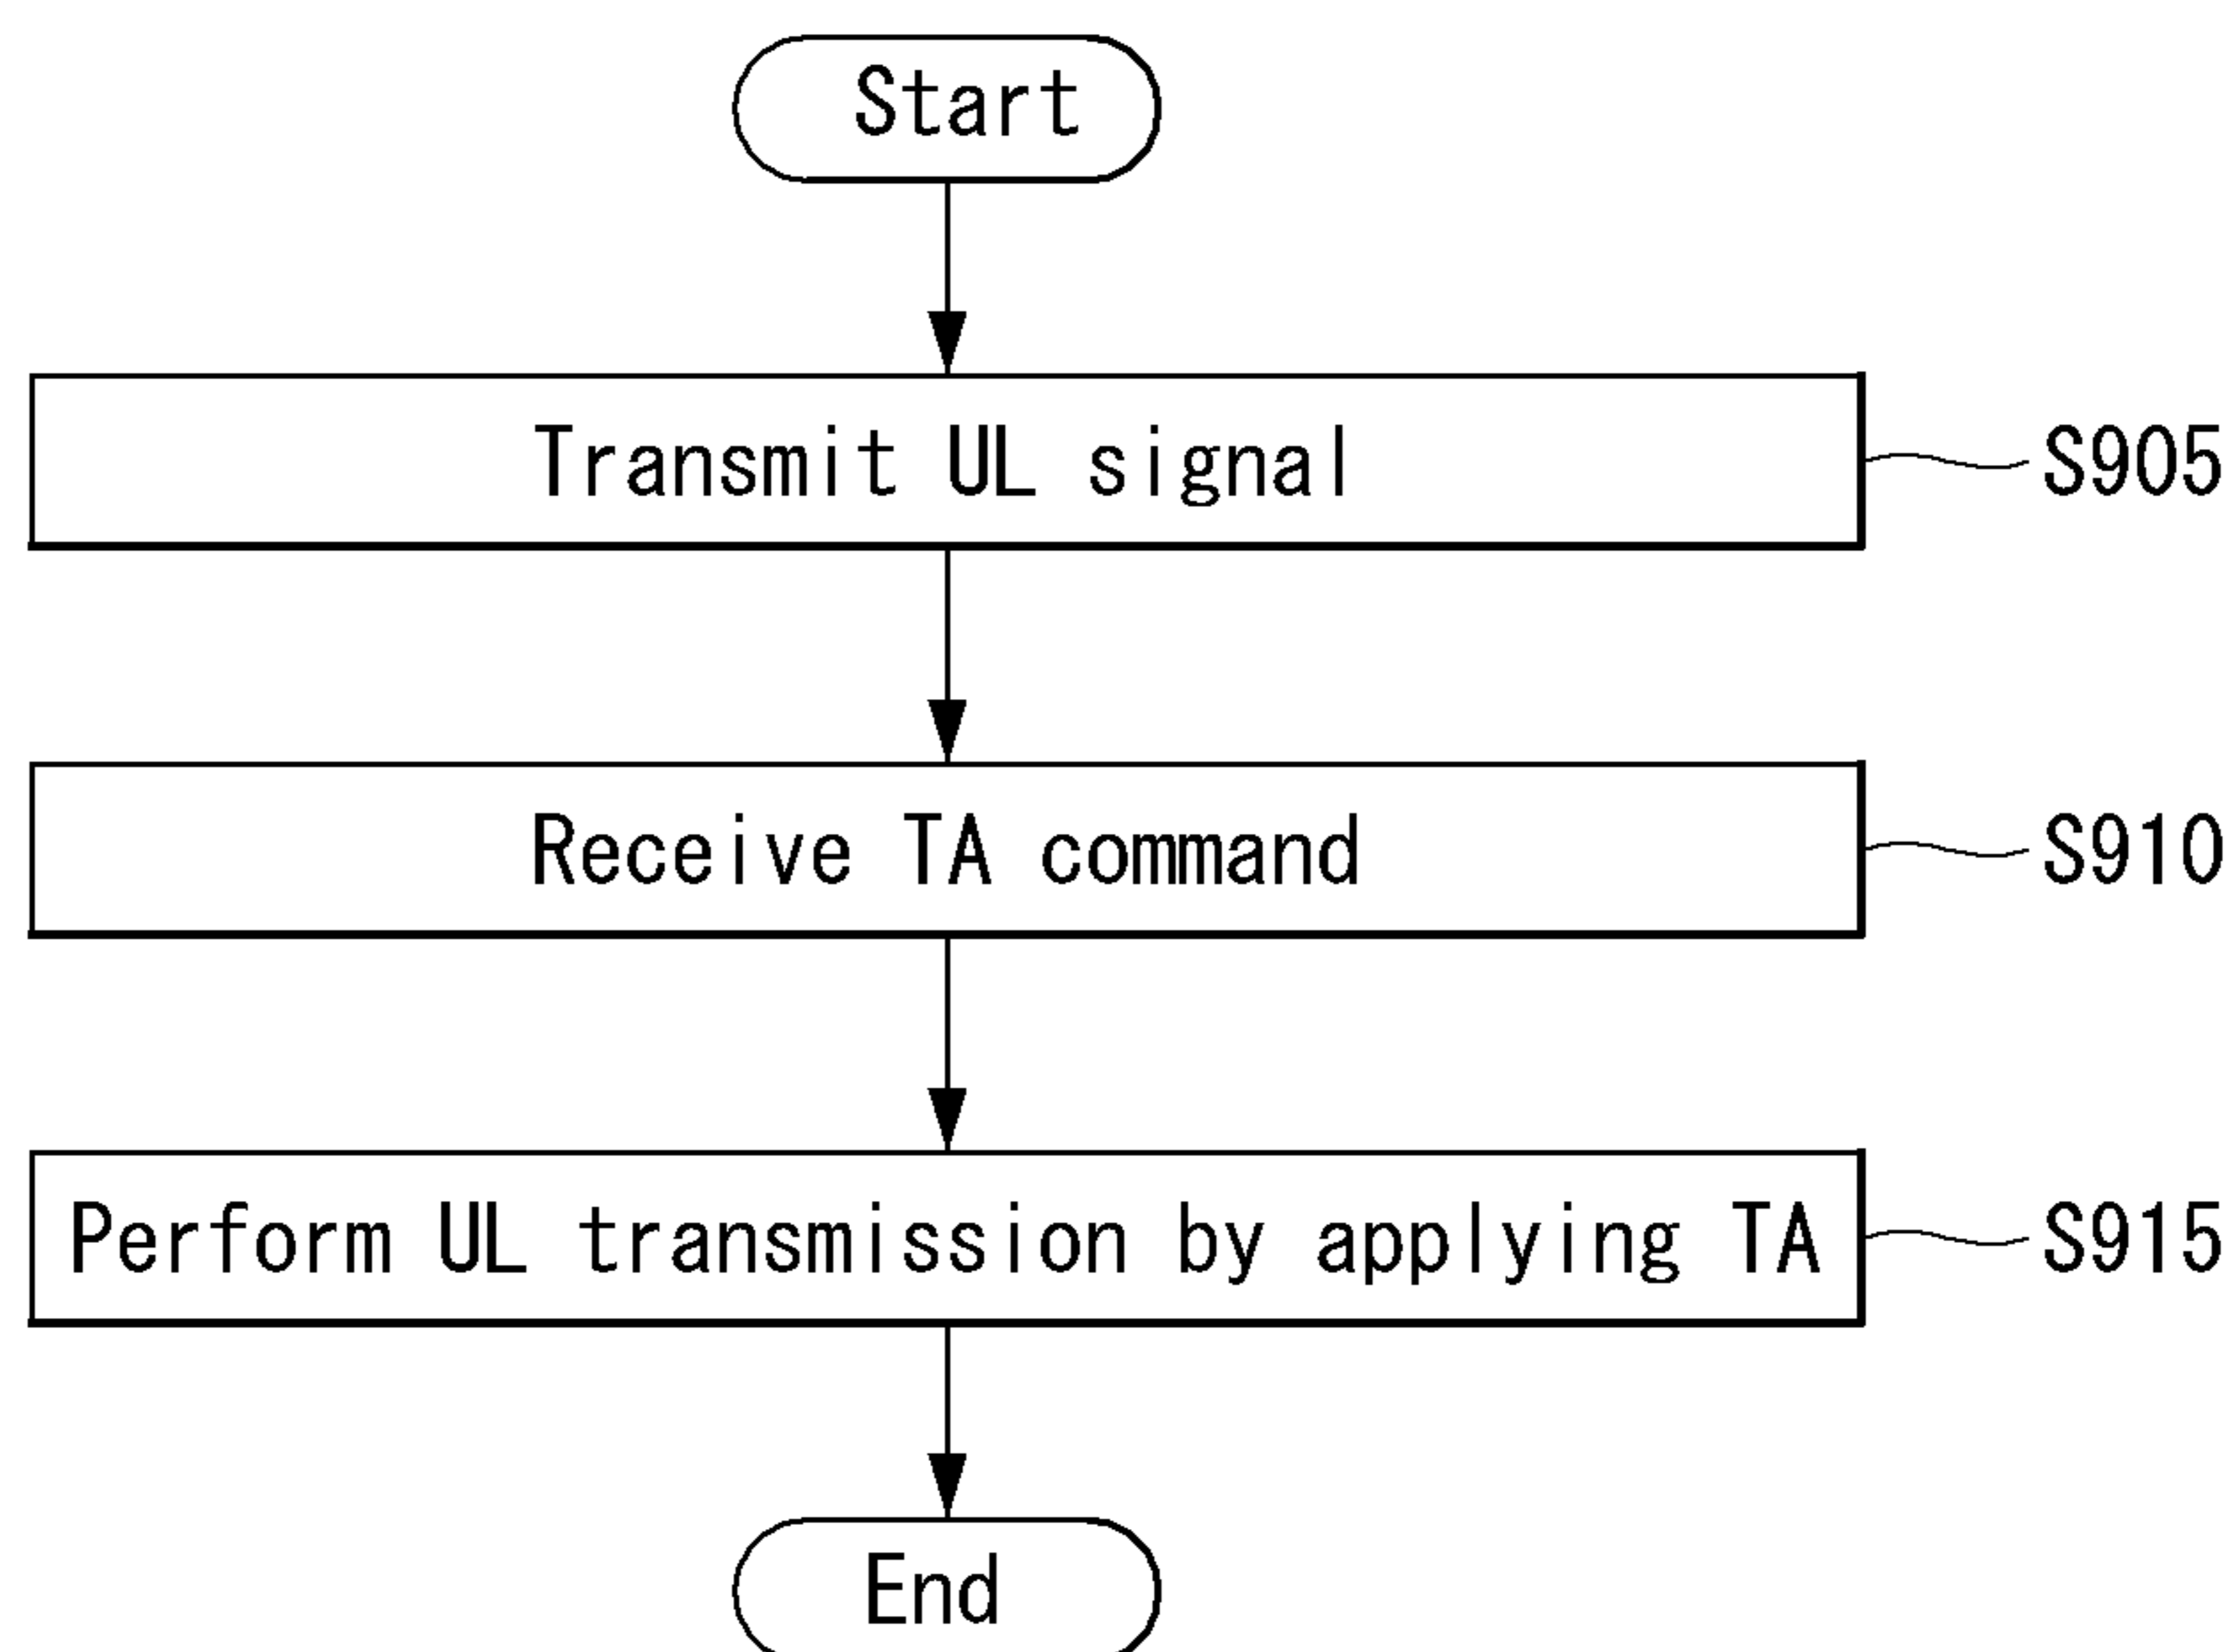 Start
Transmit UL signal
S905
Receive TA command
S910
Perform UL transmission by applying TA
S915
End